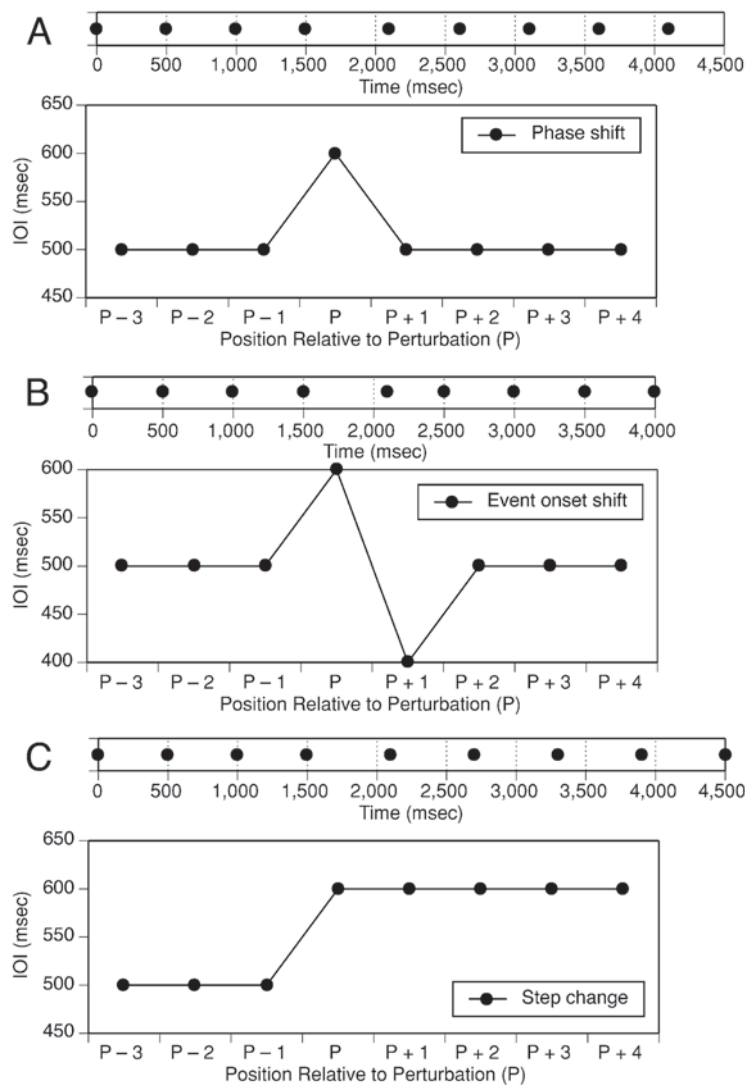 A
0 500 1,000 1,500 2,000 2,500 3,000 3,500 4,000 4,500
Time (msec)
650
600
550
500
450
IOI (msec)
Phase shift
P – 3 P – 2 P – 1 P P + 1 P + 2 P + 3 P + 4
Position Relative to Perturbation (P)
B
0 500 1,000 1,500 2,000 2,500 3,000 3,500 4,000
Time (msec)
600
550
500
450
400
IOI (msec)
Event onset shift
P – 3 P – 2 P – 1 P P + 1 P + 2 P + 3 P + 4
Position Relative to Perturbation (P)
C
0 500 1,000 1,500 2,000 2,500 3,000 3,500 4,000 4,500
Time (msec)
650
600
550
500
450
IOI (msec)
Step change
P – 3 P – 2 P – 1 P P + 1 P + 2 P + 3 P + 4
Position Relative to Perturbation (P)